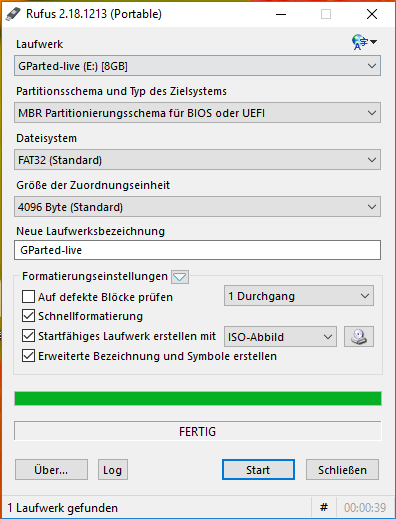 Rufus 2.18.1213 (Portable)
Laufwerk
GParted-live (E:) [8GB]
Partitionsschema und Typ des Zielsystems
MBR Partitionierungsschema für BIOS oder UEFI
Dateisystem
FAT32 (Standard)
Größe der Zuordnungseinheit
4096 Byte (Standard)
Neue Laufwerksbezeichnung
GParted-live
Formatierungseinstellungen
Auf defekte Blöcke prüfen 1 Durchgang
Schnellformatierung
Startfähiges Laufwerk erstellen mit ISO-Abbild
Erweiterte Bezeichnung und Symbole erstellen
FERTIG
Über... Log Start Schließen
1 Laufwerk gefunden # 00:00:39